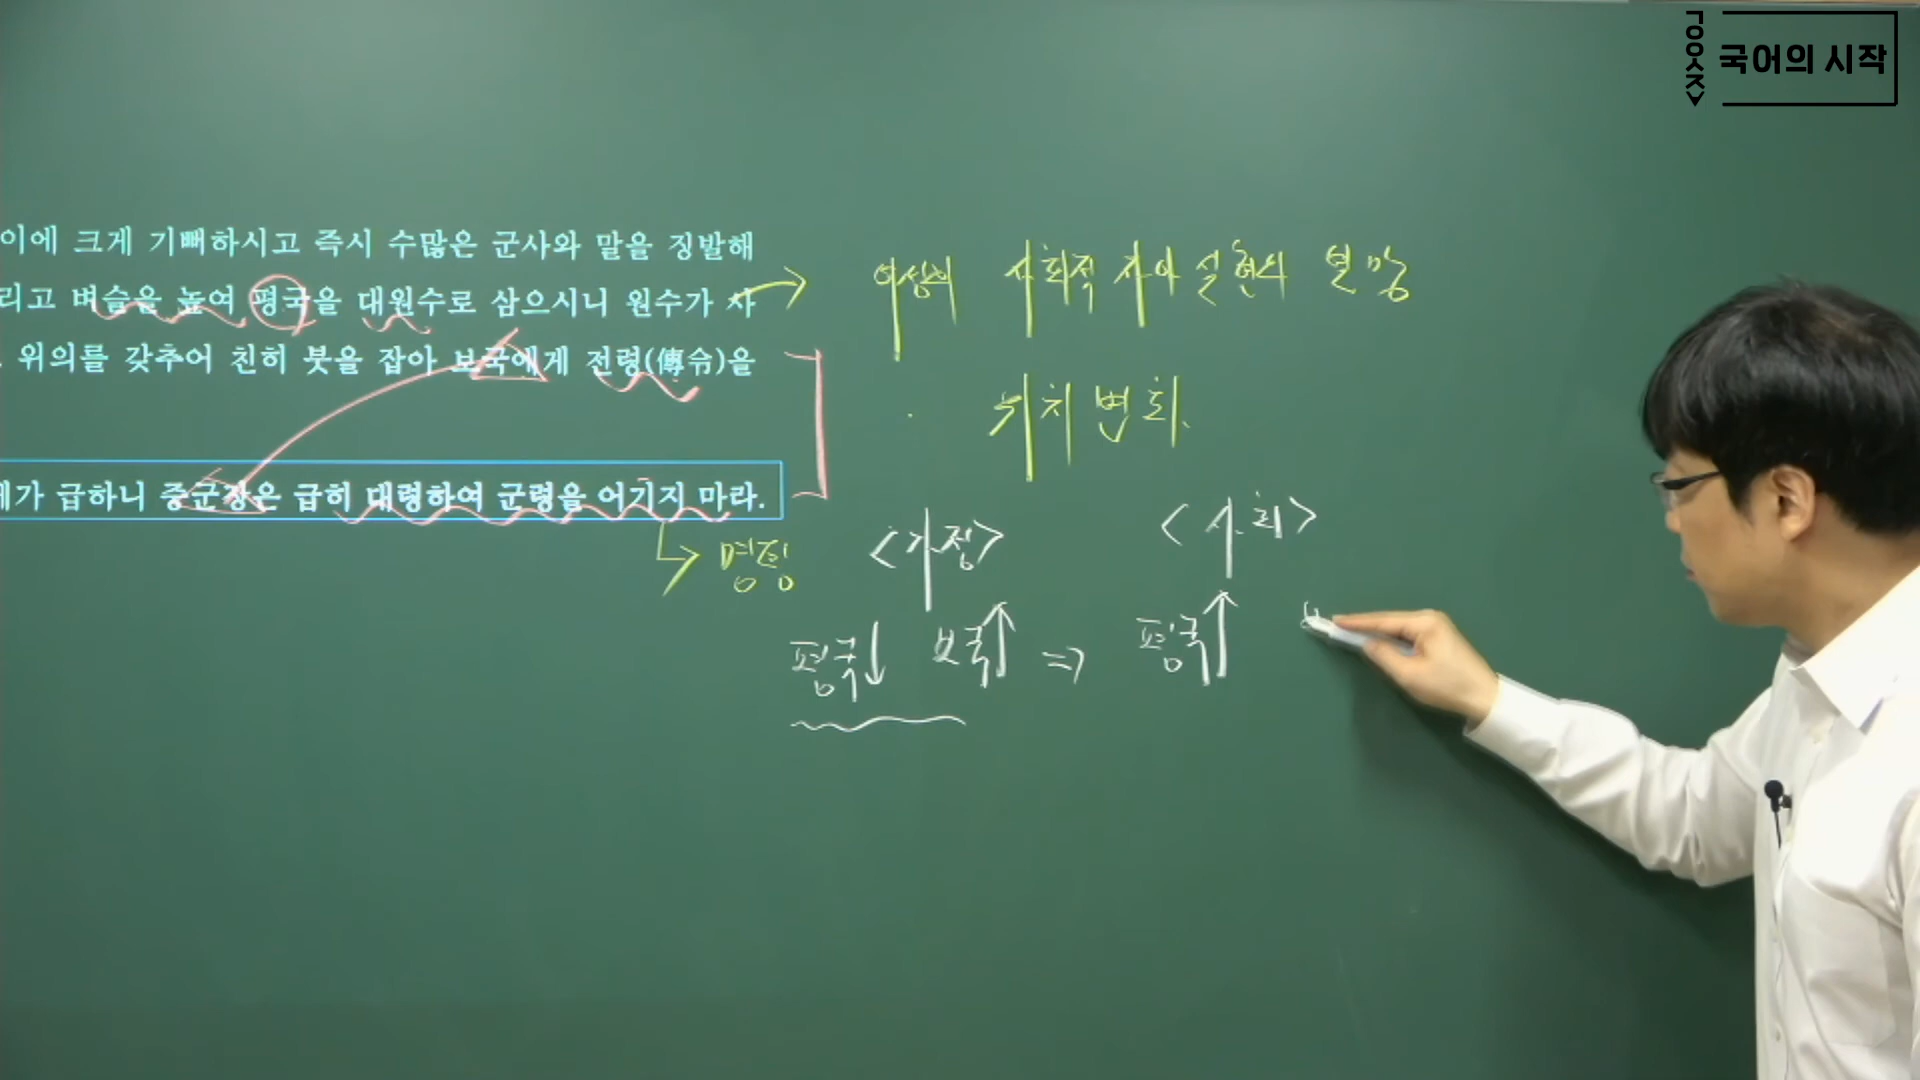 국어의 시작
이에 크게 기뻐하시고 즉시 수많은 군사와 말을 징발해
리고 벼슬을 높여 평국을 대원수로 삼으시니 원수가 사
위의를 갖추어 친히 붓을 잡아 보국에게 전령(傳令)을
가 급하니 중군장은 급히 대령하여 군령을 어기지 마라.
여성의 사회적 자아 실현의 열망
위치 변화.
명령
<가정> <사회>
평국↓ 보국↑ ⇒ 평국↑